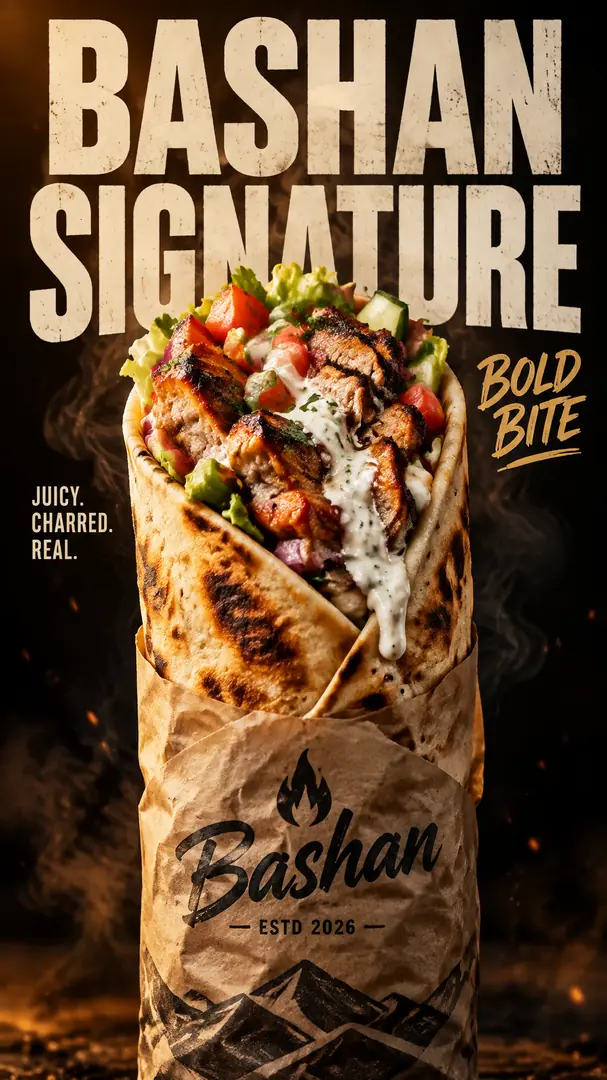 BASHAN
SIGNATURE
BOLD
BITE
JUICY.
CHARRED.
REAL.
Bashan
ESTD 2026